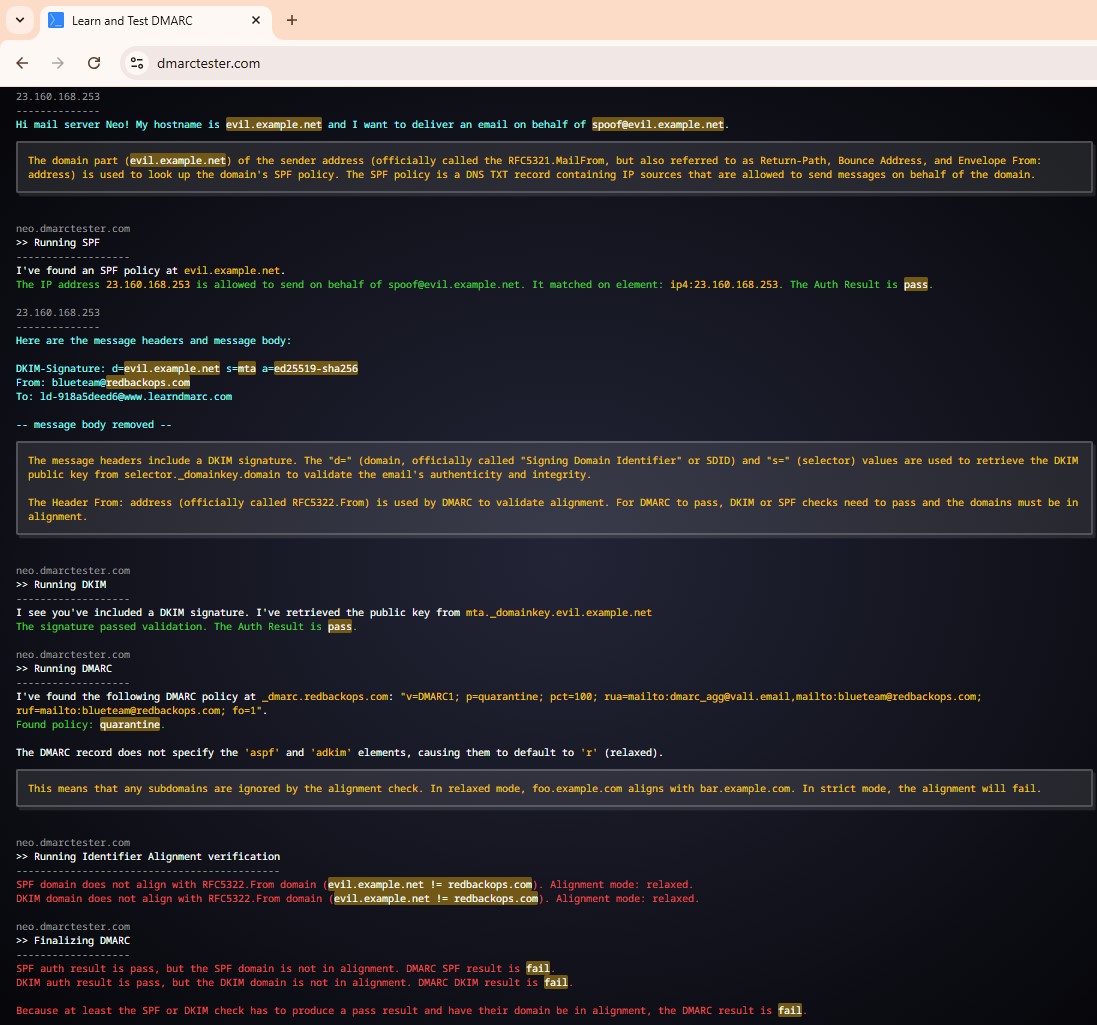 Learn and Test DMARC
dmarctester.com
23.160.168.253
--------------
Hi mail server Neo! My hostname is evil.example.net and I want to deliver an email on behalf of spoof@evil.example.net.
The domain part (evil.example.net) of the sender address (officially called the RFC5321.MailFrom, but also referred to as Return-Path, Bounce Address, and Envelope From:
address) is used to look up the domain's SPF policy. The SPF policy is a DNS TXT record containing IP sources that are allowed to send messages on behalf of the domain.
neo.dmarctester.com
>> Running SPF
-------------------
I've found an SPF policy at evil.example.net.
The IP address 23.160.168.253 is allowed to send on behalf of spoof@evil.example.net. It matched on element: ip4:23.160.168.253. The Auth Result is pass.
23.160.168.253
--------------
Here are the message headers and message body:
DKIM-Signature: d=evil.example.net s=mta a=ed25519-sha256
From: blueteam@redbackops.com
To: ld-918a5deed6@www.learndmarc.com
-- message body removed --
The message headers include a DKIM signature. The "d=" (domain, officially called "Signing Domain Identifier" or SDID) and "s=" (selector) values are used to retrieve the DKIM
public key from selector._domainkey.domain to validate the email's authenticity and integrity.
The Header From: address (officially called RFC5322.From) is used by DMARC to validate alignment. For DMARC to pass, DKIM or SPF checks need to pass and the domains must be in
alignment.
neo.dmarctester.com
>> Running DKIM
-------------------
I see you've included a DKIM signature. I've retrieved the public key from mta._domainkey.evil.example.net
The signature passed validation. The Auth Result is pass.
neo.dmarctester.com
>> Running DMARC
-------------------
I've found the following DMARC policy at _dmarc.redbackops.com: "v=DMARC1; p=quarantine; pct=100; rua=mailto:dmarc_agg@vali.email,mailto:blueteam@redbackops.com;
ruf=mailto:blueteam@redbackops.com; fo=1".
Found policy: quarantine.
The DMARC record does not specify the 'aspf' and 'adkim' elements, causing them to default to 'r' (relaxed).
This means that any subdomains are ignored by the alignment check. In relaxed mode, foo.example.com aligns with bar.example.com. In strict mode, the alignment will fail.
neo.dmarctester.com
>> Running Identifier Alignment verification
--------------------------------------------
SPF domain does not align with RFC5322.From domain (evil.example.net != redbackops.com). Alignment mode: relaxed.
DKIM domain does not align with RFC5322.From domain (evil.example.net != redbackops.com). Alignment mode: relaxed.
neo.dmarctester.com
>> Finalizing DMARC
-------------------
SPF auth result is pass, but the SPF domain is not in alignment. DMARC SPF result is fail.
DKIM auth result is pass, but the DKIM domain is not in alignment. DMARC DKIM result is fail.
Because at least the SPF or DKIM check has to produce a pass result and have their domain be in alignment, the DMARC result is fail.